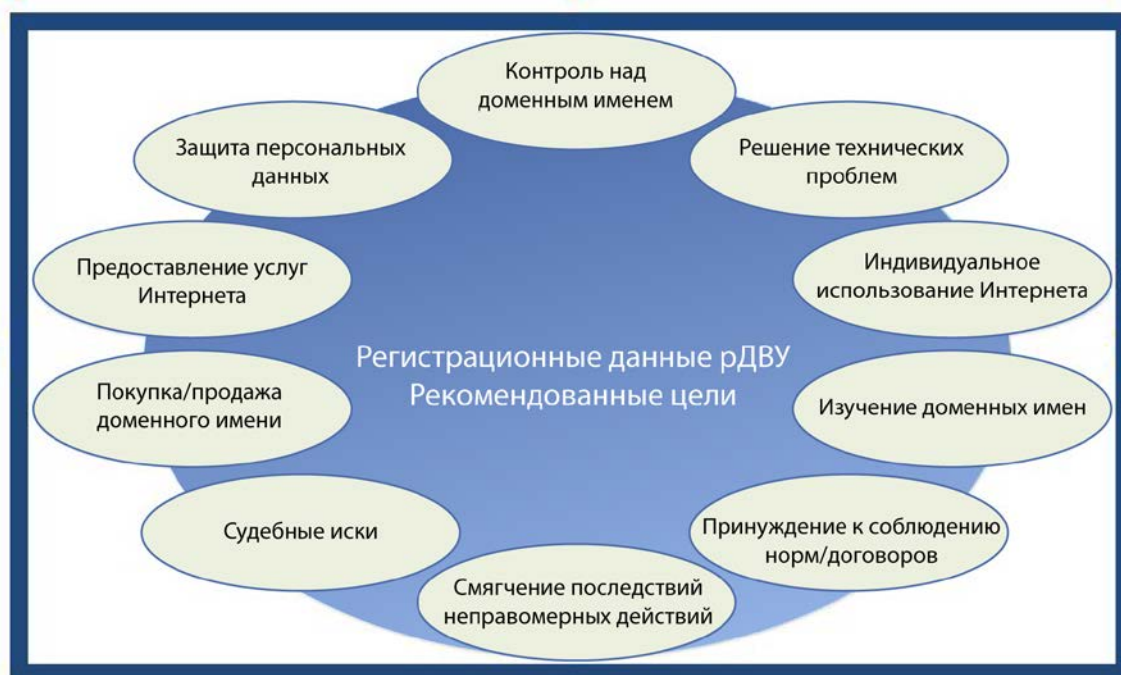 Контроль над
доменным именем
Защита персональных
данных
Решение технических
проблем
Предоставление услуг
Интернета
Индивидуальное
использование Интернета
Регистрационные данные рДВУ
Рекомендованные цели
Покупка/продажа
доменного имени
Изучение доменных имен
Судебные иски
Принуждение к соблюдению
норм/договоров
Смягчение последствий
неправомерных действий